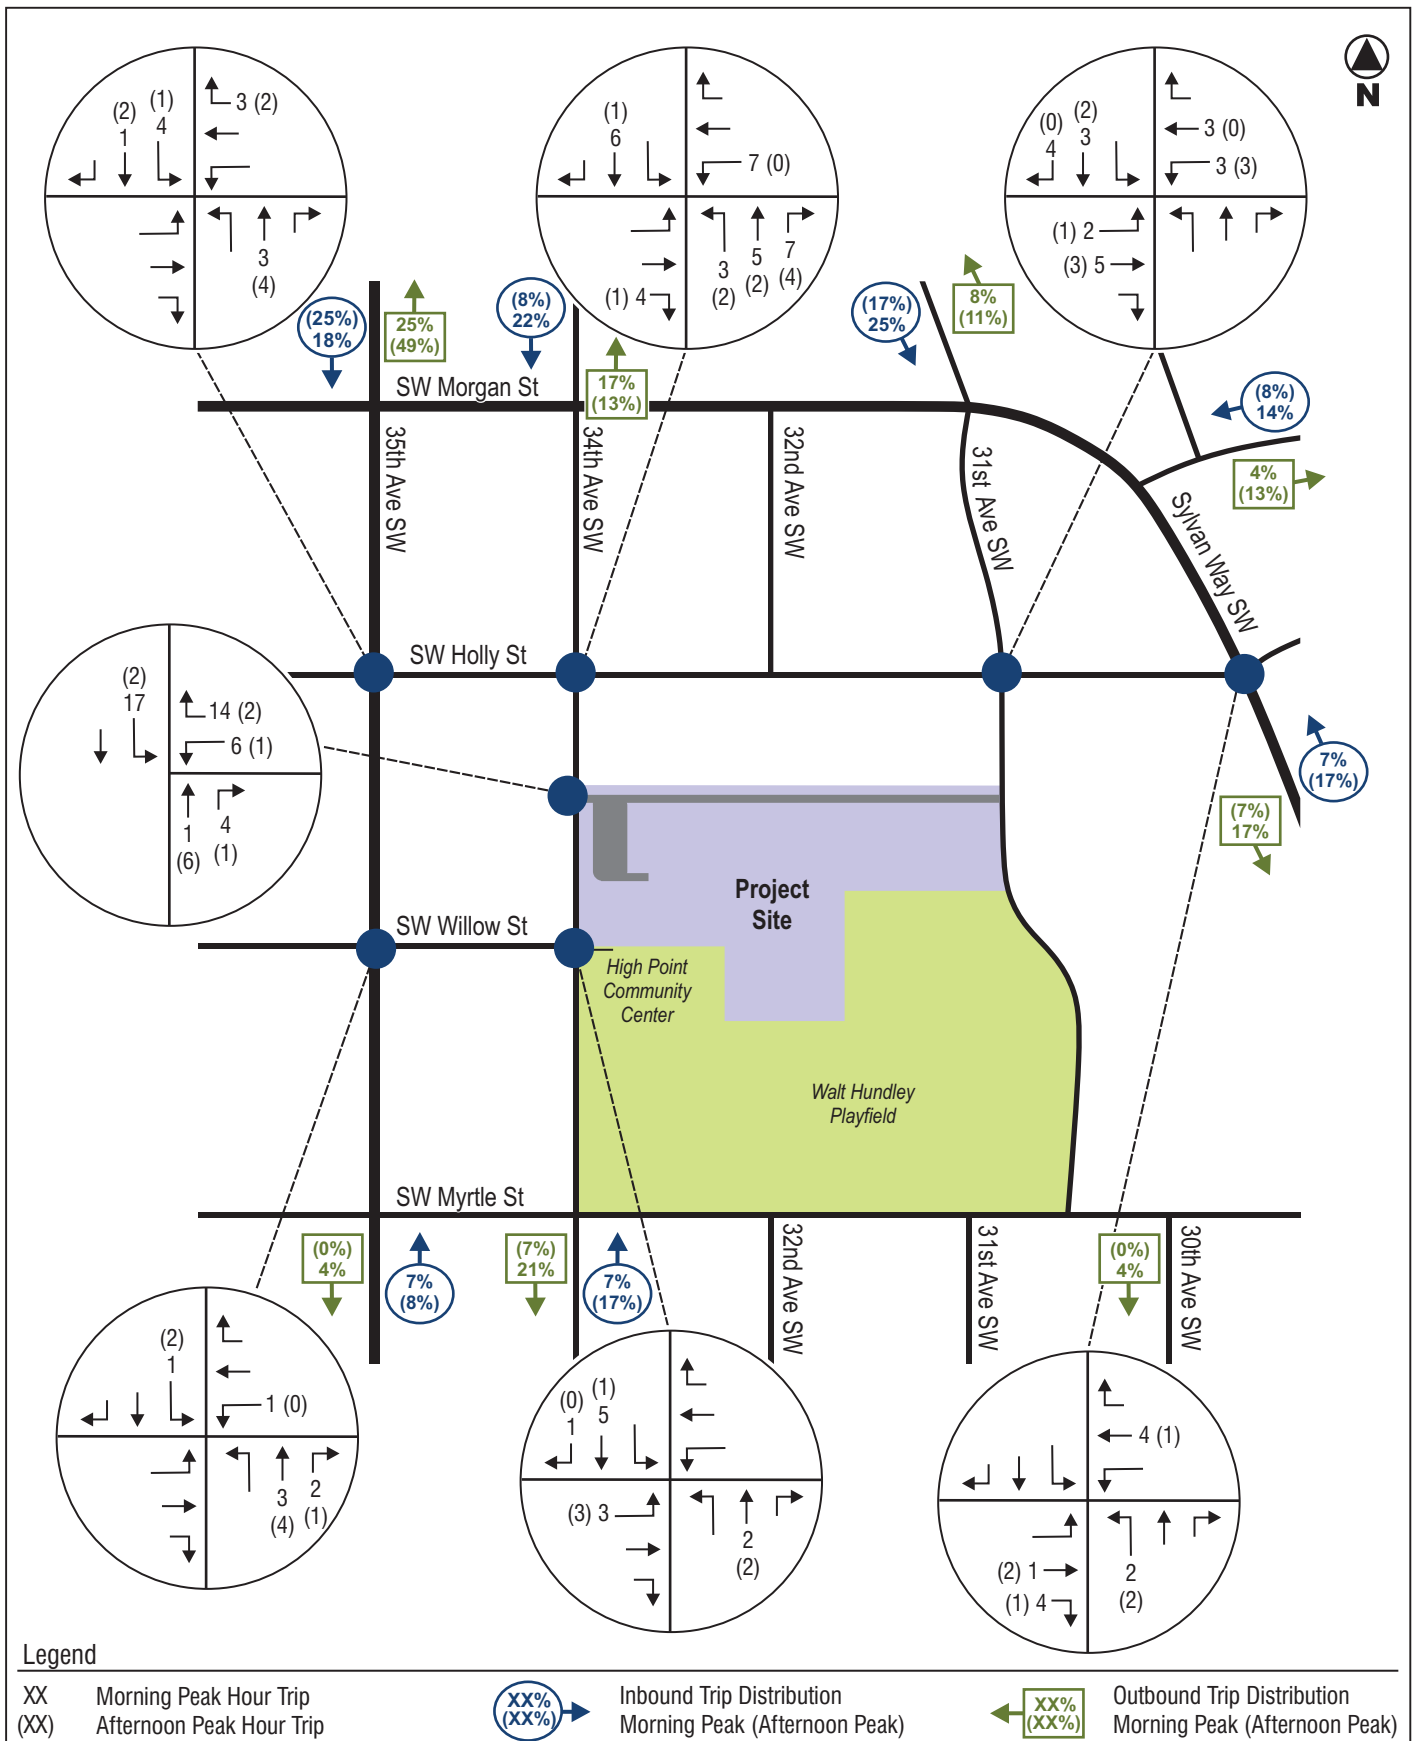 N
(2) (1)
1 4
3 (2)
3
(4)
(1)
6
7 (0)
(1) 4
3 5 7
(2) (2) (4)
(0) (2)
4 3
3 (0)
3 (3)
(1) 2
(3) 5
(25%)
18%
25%
(49%)
(8%)
22%
17%
(13%)
(17%)
25%
8%
(11%)
(8%)
14%
4%
(13%)
SW Morgan St
35th Ave SW
34th Ave SW
32nd Ave SW
31st Ave SW
Sylvan Way SW
SW Holly St
(2)
17
14 (2)
6 (1)
1 4
(6) (1)
7%
(17%)
(7%)
17%
Project
Site
SW Willow St
High Point
Community
Center
Walt Hundley
Playfield
SW Myrtle St
(0%)
4%
7%
(8%)
(7%)
21%
7%
(17%)
32nd Ave SW
31st Ave SW
(0%)
4%
30th Ave SW
(2)
1
1 (0)
3 2
(4) (1)
(0) (1)
1 5
(3) 3
2
(2)
4 (1)
(2) 1
(1) 4
2
(2)
Legend
XX Morning Peak Hour Trip
(XX) Afternoon Peak Hour Trip
XX%
(XX%)
Inbound Trip Distribution
Morning Peak (Afternoon Peak)
XX%
(XX%)
Outbound Trip Distribution
Morning Peak (Afternoon Peak)